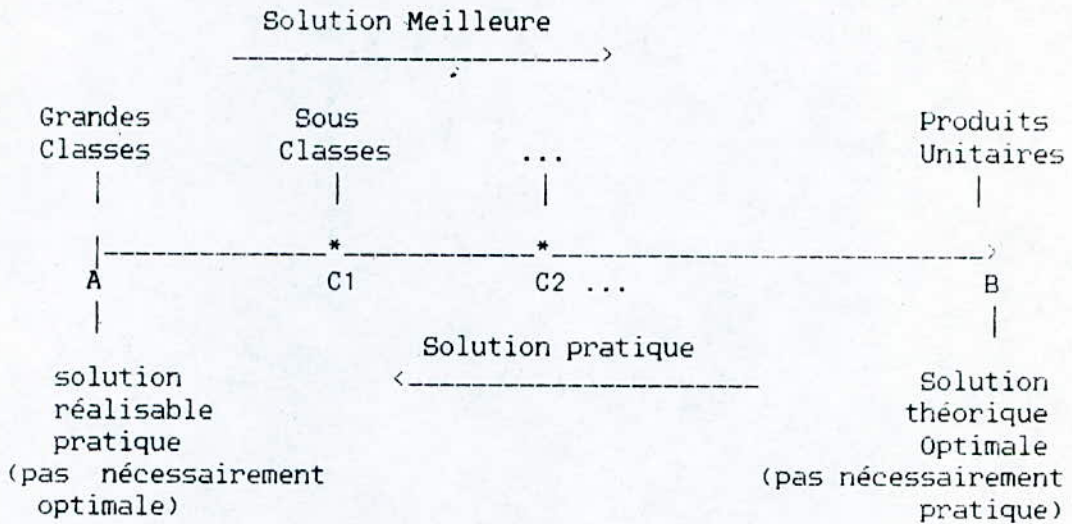 Solution Meilleure
Grandes Sous Produits
Classes Classes ... Unitaires
* *
A C1 C2 ... B
Solution pratique
solution Solution
réalisable théorique
pratique Optimale
(pas nécessairement (pas nécessairement
optimale) pratique)